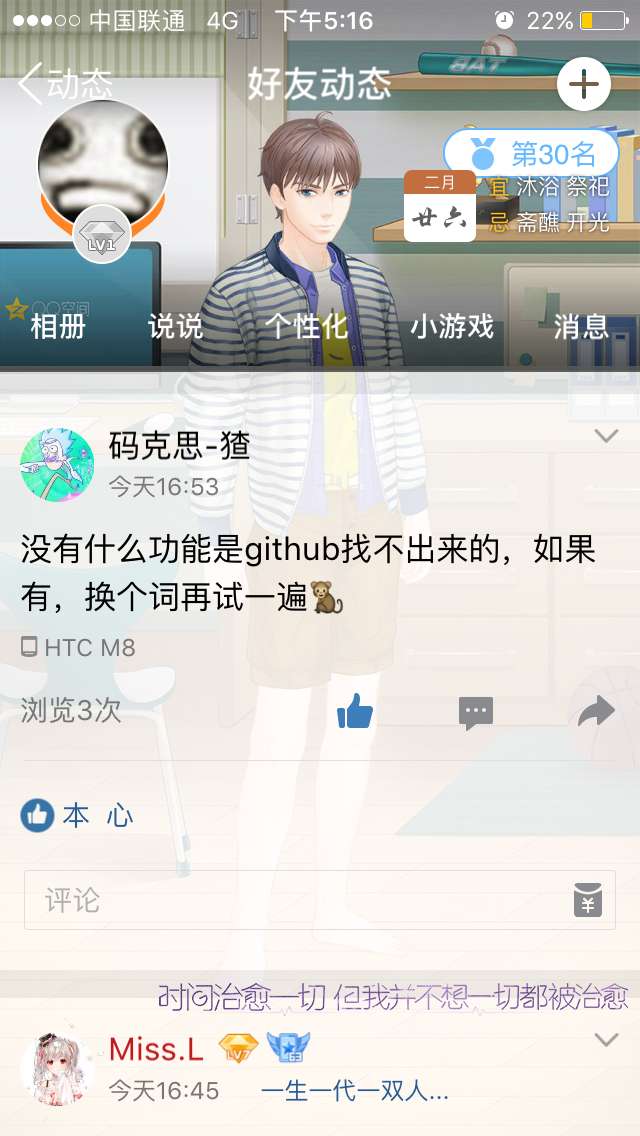 中国联通 4G 下午5:16 22%
动态 好友动态
BAT
第30名
LV1
二月 宜 沐浴 祭祀
廿六 忌 斋醮 开光
QQ空间
相册 说说 个性化 小游戏 消息
码克思-猹
今天16:53
没有什么功能是github找不出来的，如果
有，换个词再试一遍🐒
HTC M8
浏览3次
本 心
评论 ¥
时间治愈一切 但我并不想一切都被治愈
Miss.L LV7 63
今天16:45 一生一代一双人...